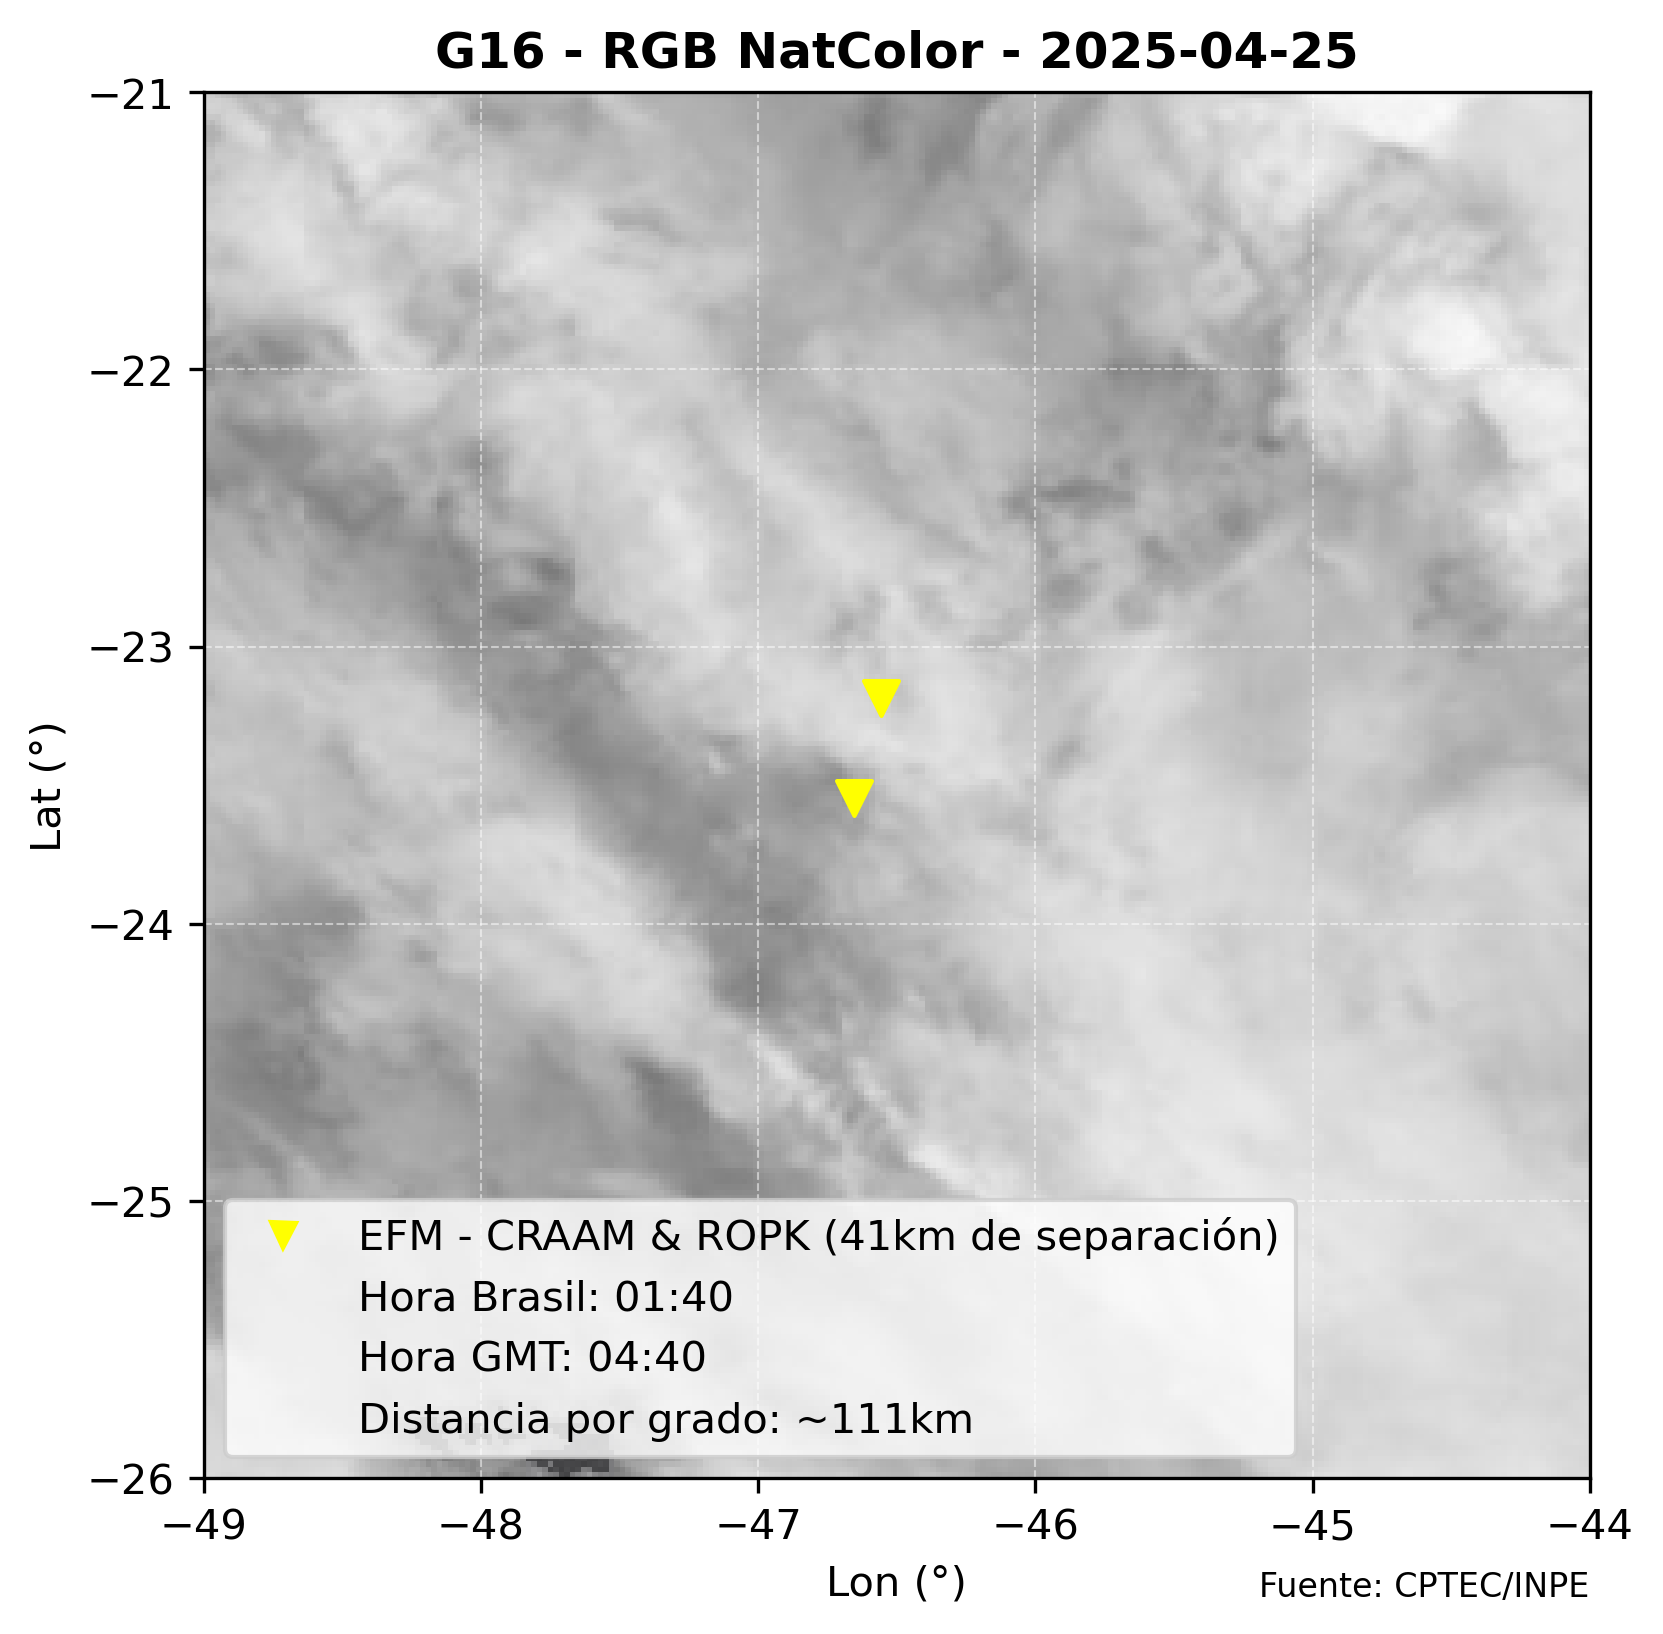 G16 - RGB NatColor - 2025-04-25
−21
−22
−23
−24
−25
−26
Lat (°)
EFM - CRAAM & ROPK (41km de separación)
Hora Brasil: 01:40
Hora GMT: 04:40
Distancia por grado: ~111km
−49 −48 −47 −46 −45 −44
Lon (°)
Fuente: CPTEC/INPE